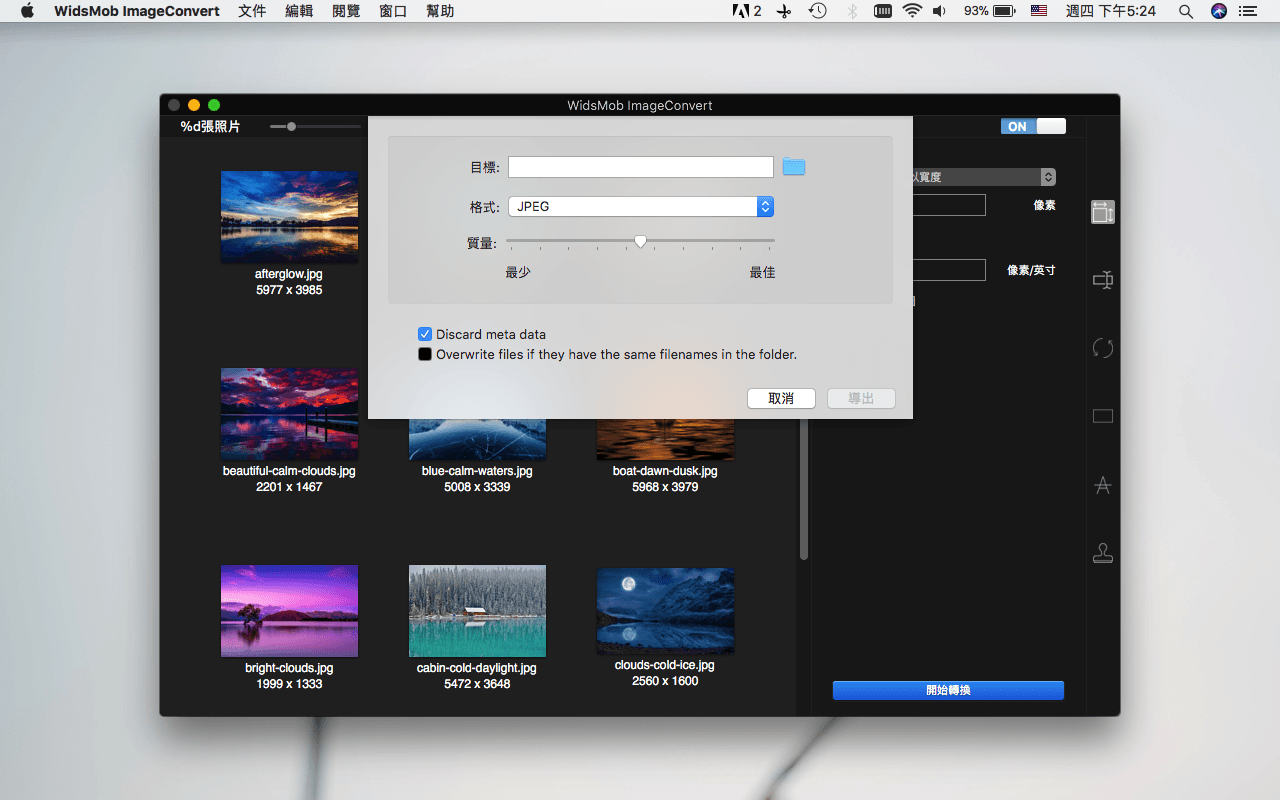 WidsMob ImageConvert 文件 編輯 閱覽 窗口 幫助 2 93% 週四 下午5:24
WidsMob ImageConvert
%d張照片
ON
目標:
格式: JPEG
質量:
最少 最佳
Discard meta data
Overwrite files if they have the same filenames in the folder.
取消 導出
以寬度
像素
像素/英寸
afterglow.jpg
5977 x 3985
beautiful-calm-clouds.jpg
2201 x 1467
blue-calm-waters.jpg
5008 x 3339
boat-dawn-dusk.jpg
5968 x 3979
bright-clouds.jpg
1999 x 1333
cabin-cold-daylight.jpg
5472 x 3648
clouds-cold-ice.jpg
2560 x 1600
開始轉換